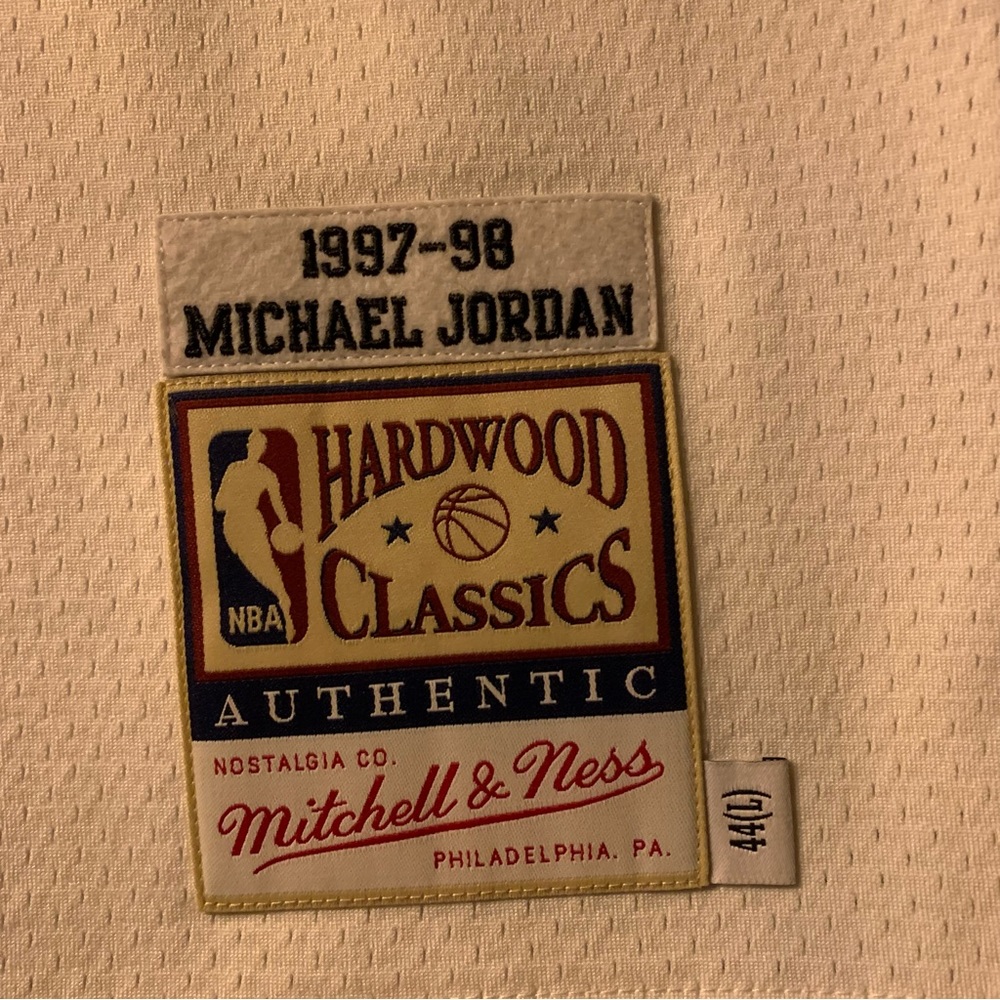 1997-98
MICHAEL JORDAN
HARDWOOD
CLASSICS
NBA
AUTHENTIC
NOSTALGIA CO.
Mitchell & Ness
PHILADELPHIA. PA.
44(L)